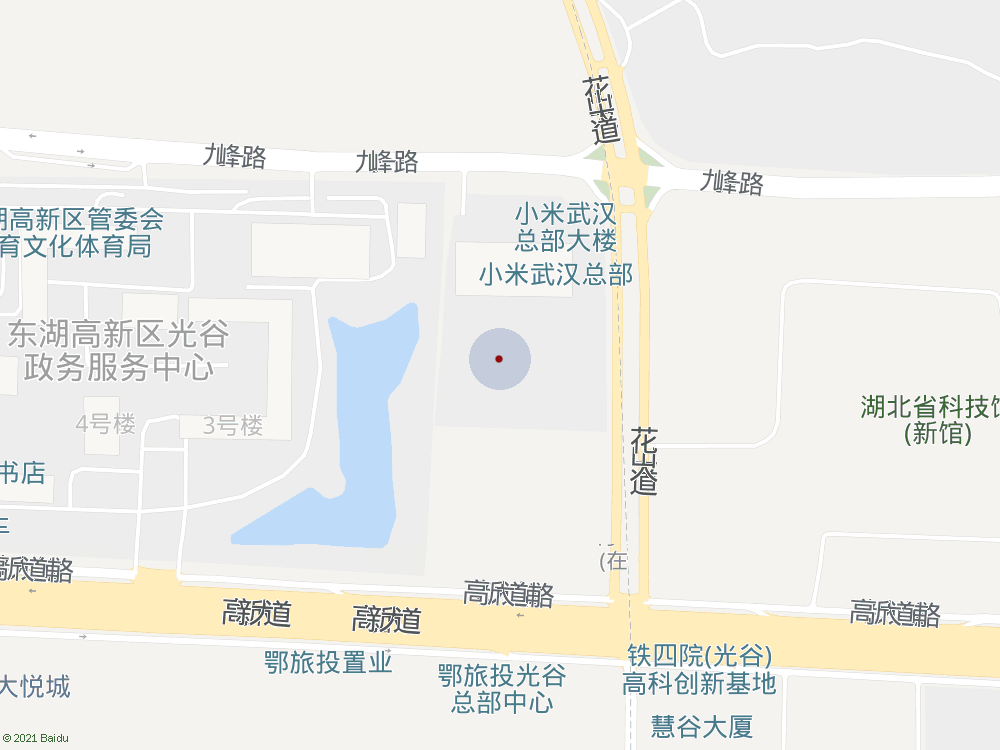 花山大道
九峰路
九峰路
九峰路
湖高新区管委会
育文化体育局
小米武汉
总部大楼
小米武汉总部
东湖高新区光谷
政务服务中心
4号楼
3号楼
湖北省科技馆
(新馆)
花山大道
书店
(在
高新大道辅路
高新大道辅路
高新大道辅路
高新大道
高新大道
鄂旅投置业
鄂旅投光谷
总部中心
铁四院(光谷)
高科创新基地
大悦城
慧谷大厦
© 2021 Baidu